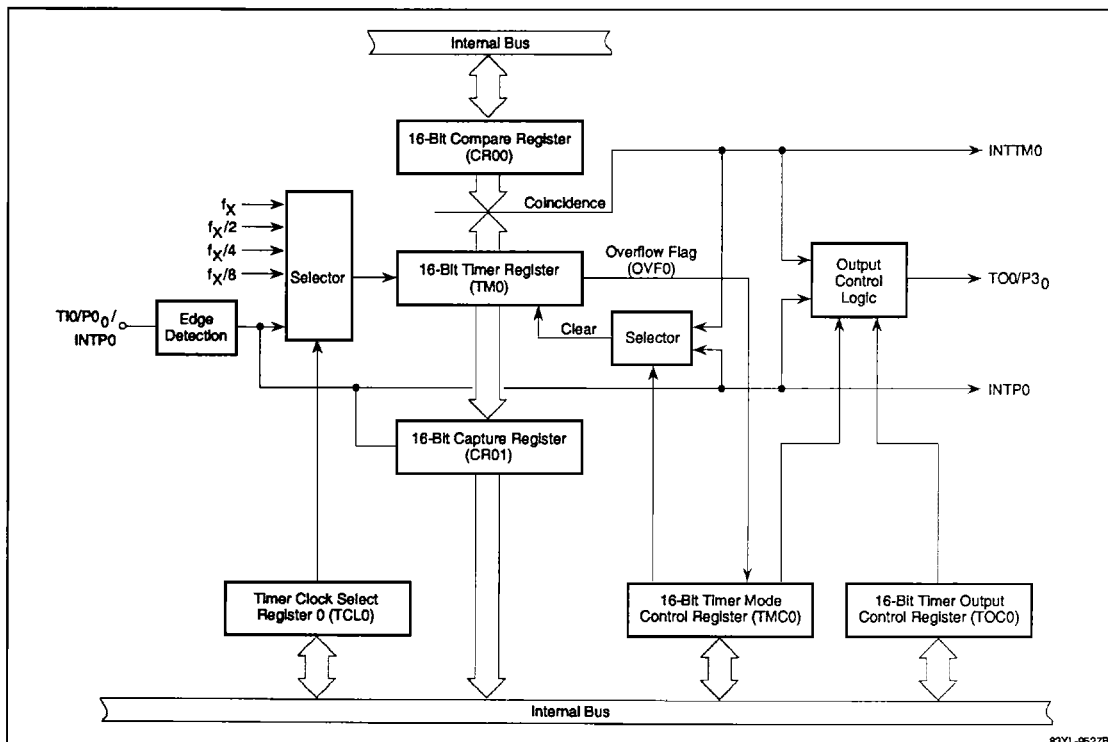 Internal Bus
16-Bit Compare Register
(CR00)
INTTM0
Coincidence
fX
fX/2
fX/4
fX/8
Selector
16-Bit Timer Register
(TM0)
Overflow Flag
(OVF0)
Output
Control
Logic
TO0/P30
TI0/P00/
INTP0
Edge
Detection
Clear
Selector
INTP0
16-Bit Capture Register
(CR01)
Timer Clock Select
Register 0 (TCL0)
16-Bit Timer Mode
Control Register (TMC0)
16-Bit Timer Output
Control Register (TOC0)
Internal Bus
83YL-9527B